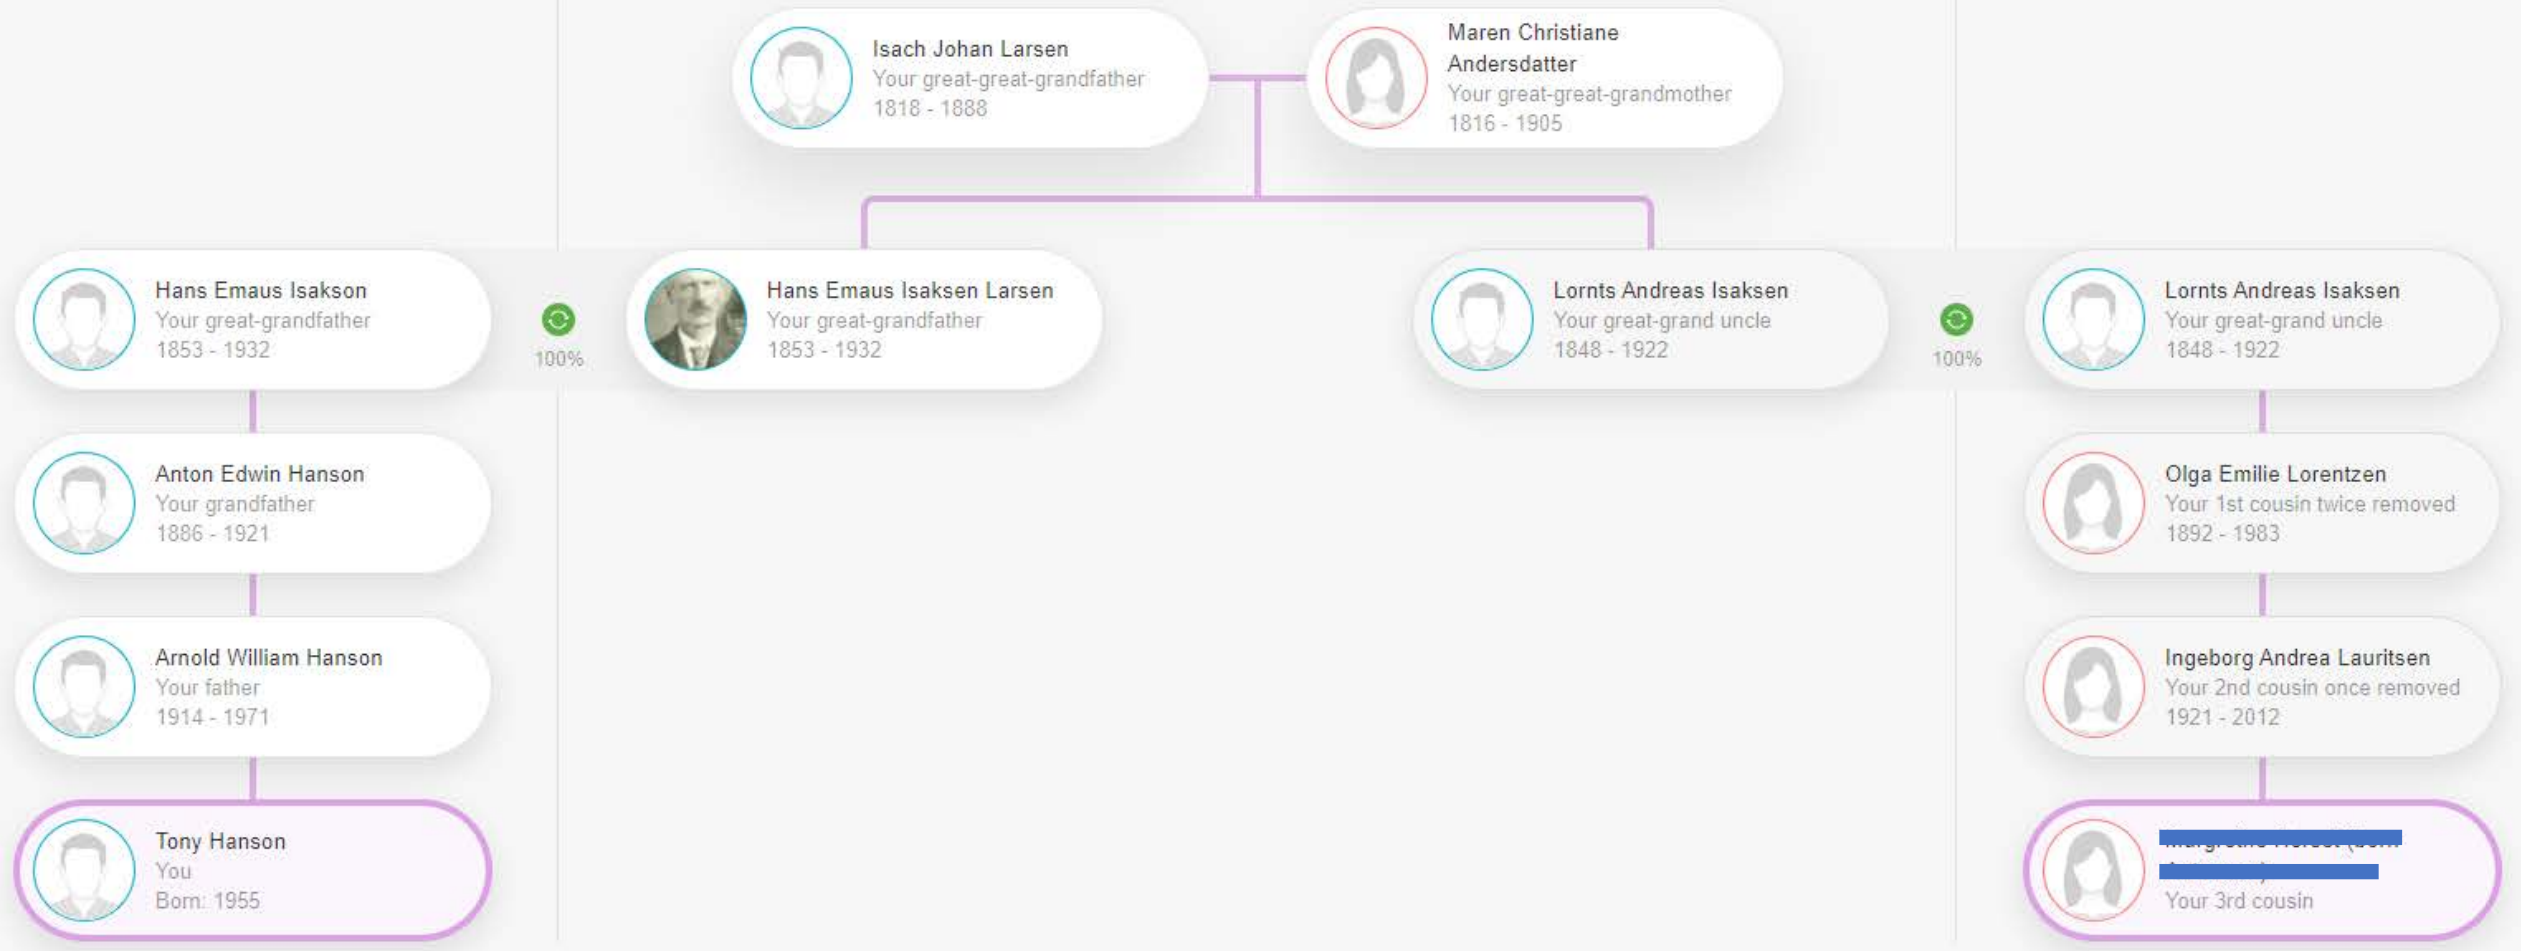 Isach Johan Larsen
Your great-great-grandfather
1818 - 1888
Maren Christiane
Andersdatter
Your great-great-grandmother
1816 - 1905
Hans Emaus Isakson
Your great-grandfather
1853 - 1932
100%
Hans Emaus Isaksen Larsen
Your great-grandfather
1853 - 1932
Lornts Andreas Isaksen
Your great-grand uncle
1848 - 1922
100%
Lornts Andreas Isaksen
Your great-grand uncle
1848 - 1922
Anton Edwin Hanson
Your grandfather
1886 - 1921
Olga Emilie Lorentzen
Your 1st cousin twice removed
1892 - 1983
Arnold William Hanson
Your father
1914 - 1971
Ingeborg Andrea Lauritsen
Your 2nd cousin once removed
1921 - 2012
Tony Hanson
You
Born: 1955
Your 3rd cousin